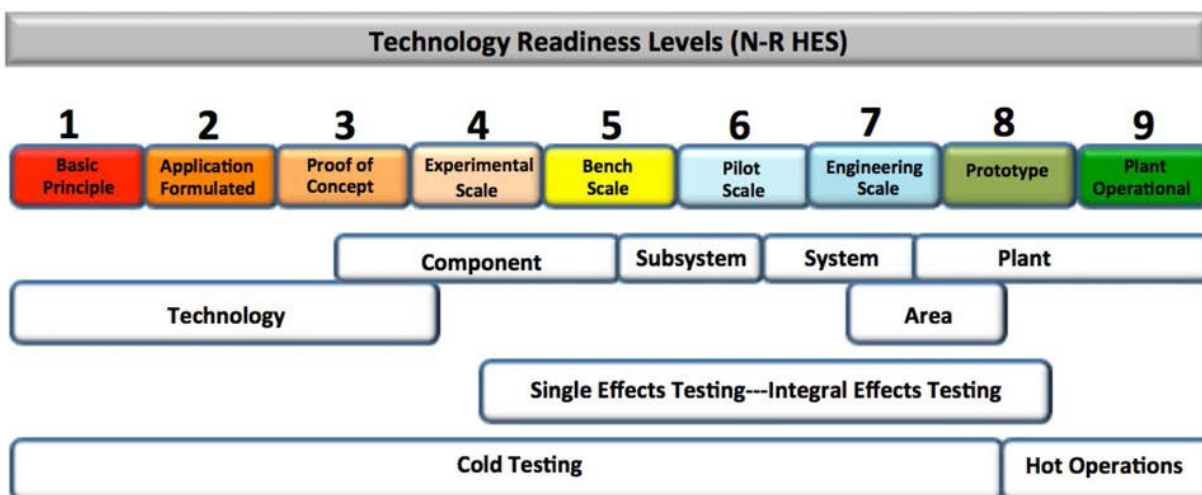 Technology Readiness Levels (N-R HES)
1 2 3 4 5 6 7 8 9
Basic Principle
Application Formulated
Proof of Concept
Experimental Scale
Bench Scale
Pilot Scale
Engineering Scale
Prototype
Plant Operational
Component
Subsystem
System
Plant
Technology
Area
Single Effects Testing---Integral Effects Testing
Cold Testing
Hot Operations